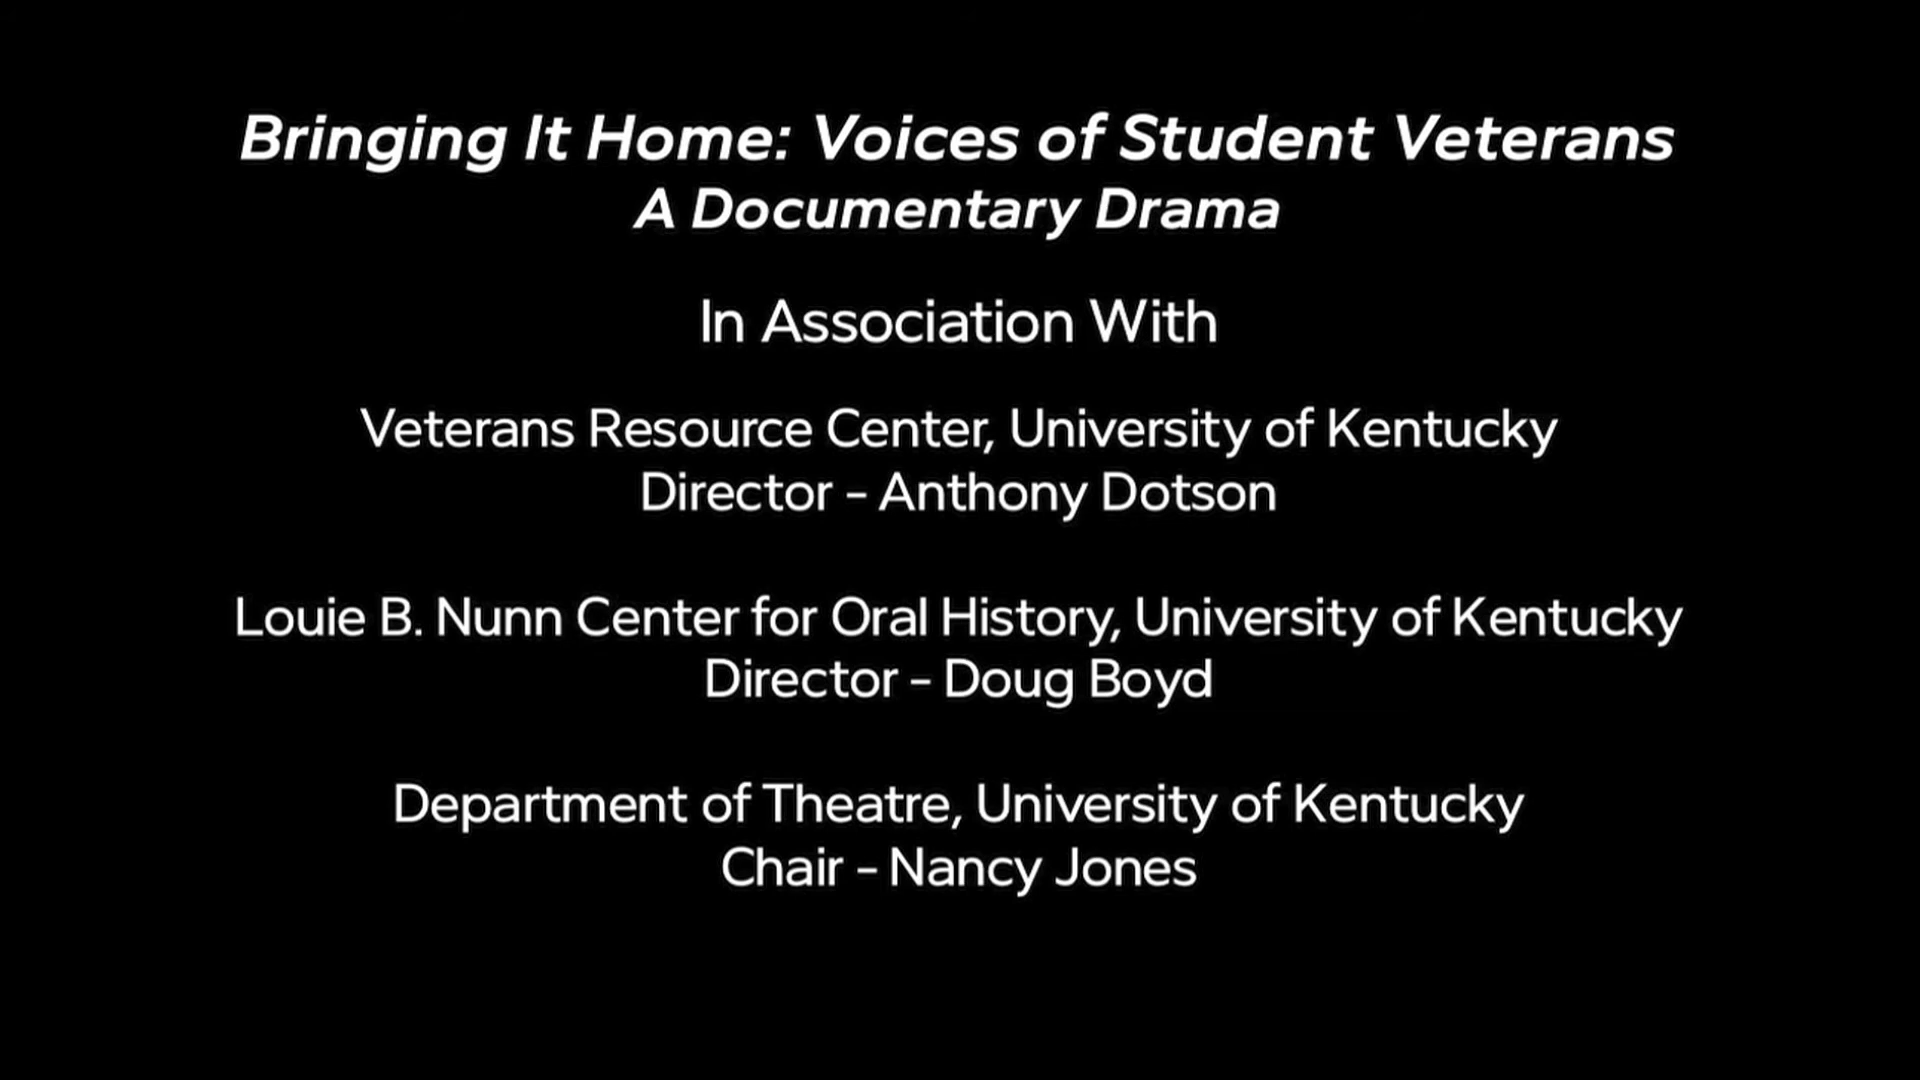 Bringing It Home: Voices of Student Veterans
A Documentary Drama
In Association With
Veterans Resource Center, University of Kentucky
Director – Anthony Dotson
Louie B. Nunn Center for Oral History, University of Kentucky
Director – Doug Boyd
Department of Theatre, University of Kentucky
Chair – Nancy Jones